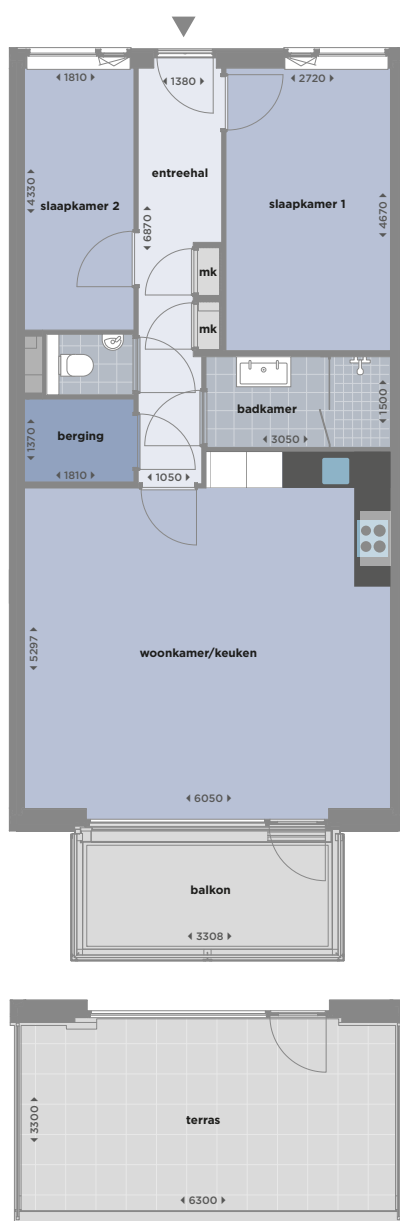 1810
1380
2720
entreehal
slaapkamer 2
4330
6870
slaapkamer 1
4670
mk
mk
badkamer
1500
berging
1370
3050
1810
1050
woonkamer/keuken
5297
6050
balkon
3308
terras
3300
6300